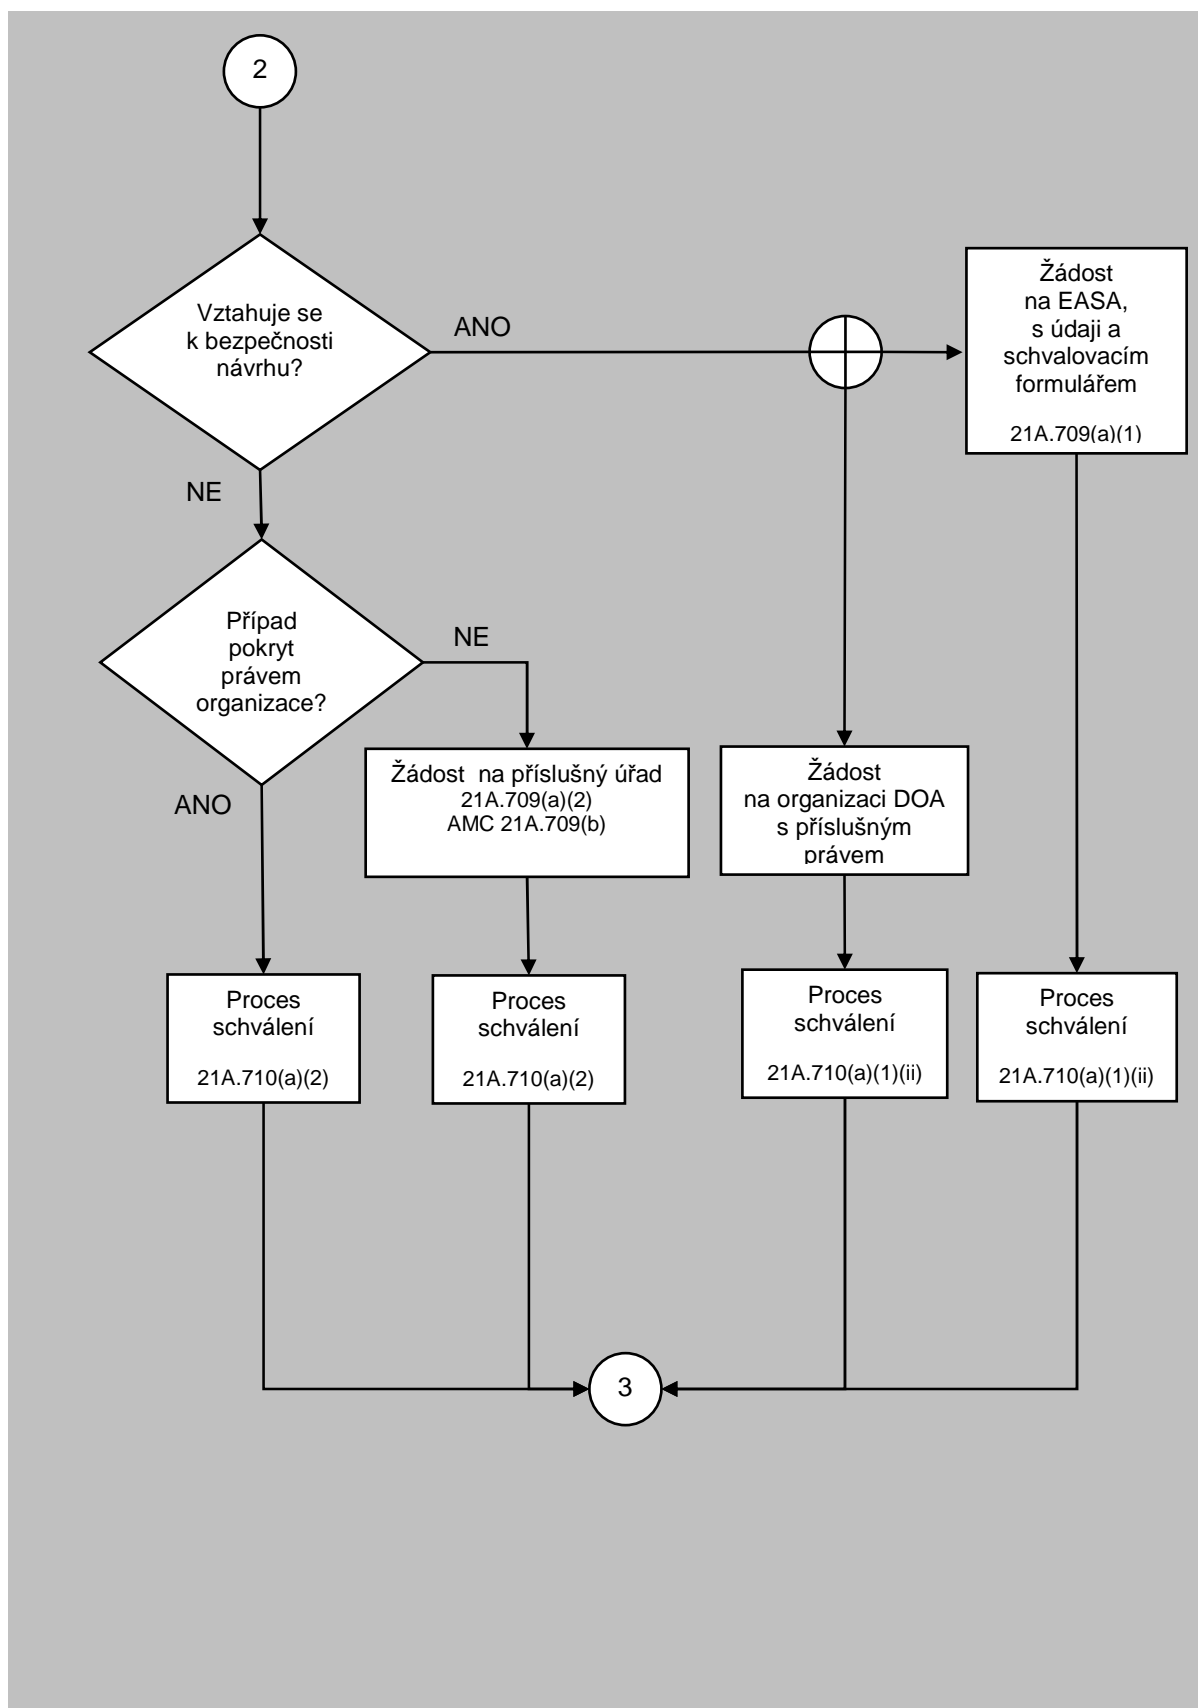 2
Vztahuje se
k bezpečnosti
návrhu?
ANO
Žádost
na EASA,
s údaji a
schvalovacím
formulářem
21A.709(a)(1)
NE
Případ
pokryt
právem
organizace?
NE
ANO
Žádost  na příslušný úřad
21A.709(a)(2)
AMC 21A.709(b)
Žádost
na organizaci DOA
s příslušným
právem
Proces
schválení
21A.710(a)(2)
Proces
schválení
21A.710(a)(2)
Proces
schválení
21A.710(a)(1)(ii)
Proces
schválení
21A.710(a)(1)(ii)
3